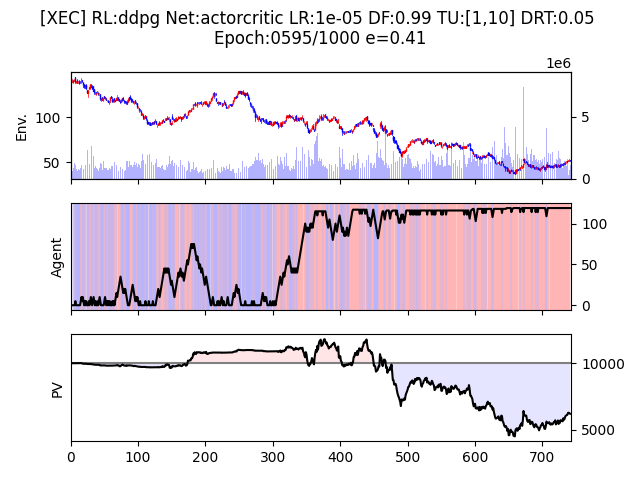 [XEC] RL:ddpg Net:actorcritic LR:1e-05 DF:0.99 TU:[1,10] DRT:0.05
Epoch:0595/1000 e=0.41
1e6
Env.
100
50
5
0
Agent
100
50
0
PV
10000
5000
0 100 200 300 400 500 600 700